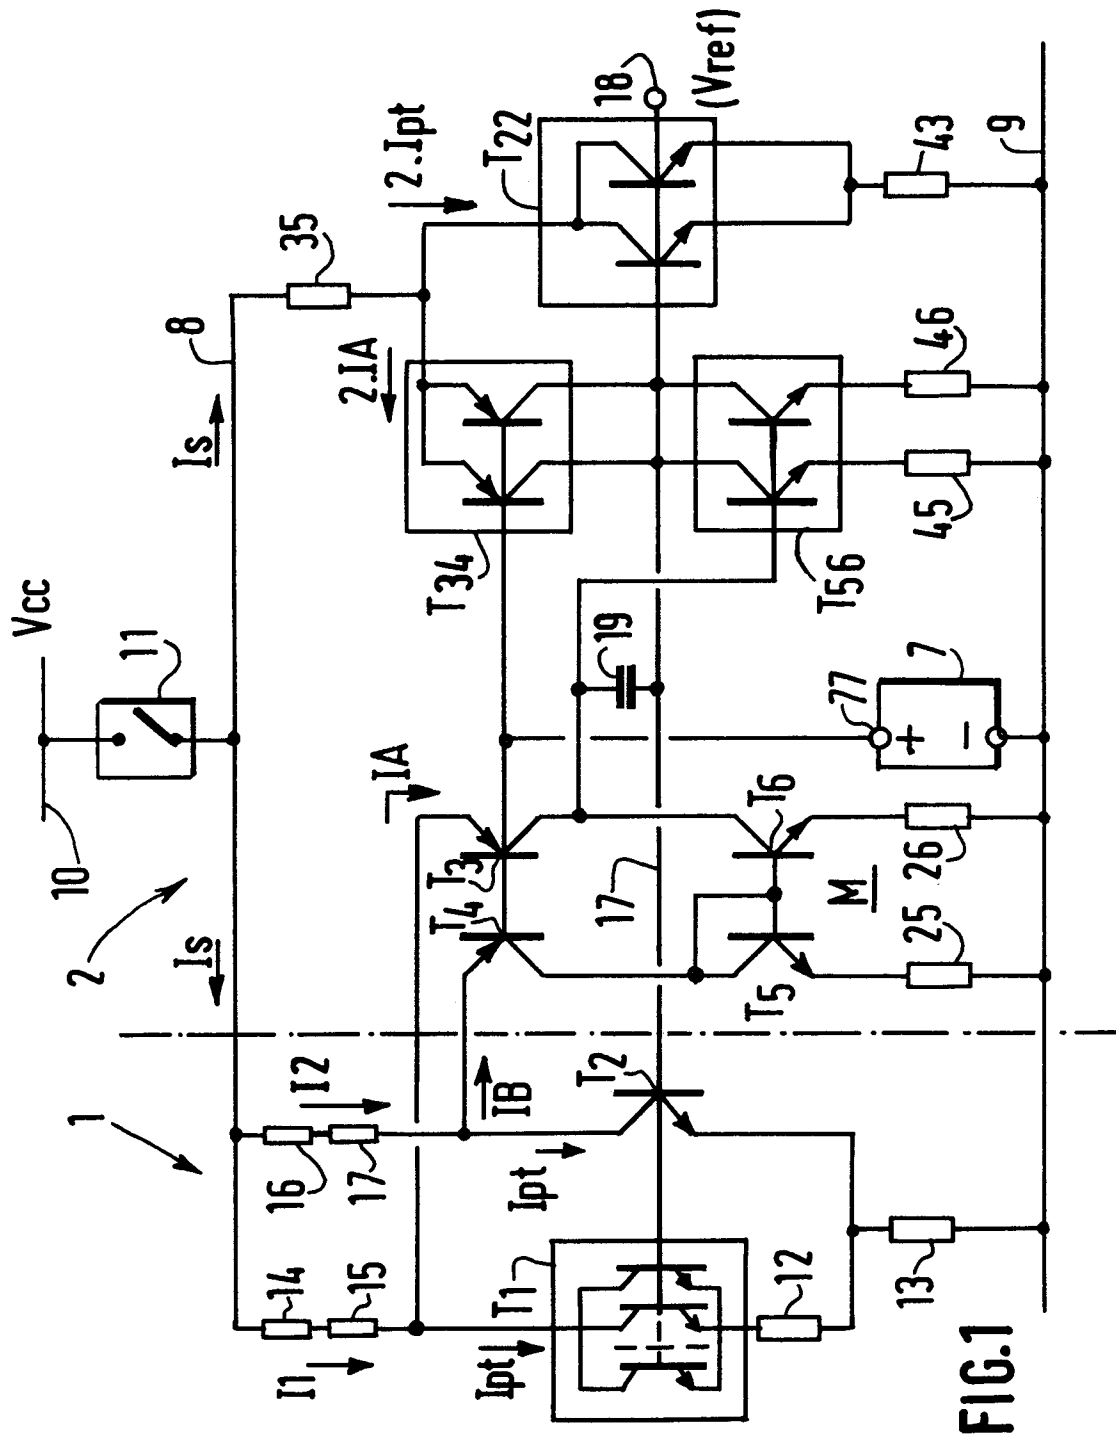 Vcc
10
11
2
1
Is
Is
8
35
I1
14
15
16
17
I2
IB
IA
2.IA
2.Ipt
Ipt
Ipt
T1
T2
T4
T3
T34
T22
18
(Vref)
17
19
T5
T6
M
T56
77
7
+
−
12
13
25
26
45
46
43
9
FIG.1